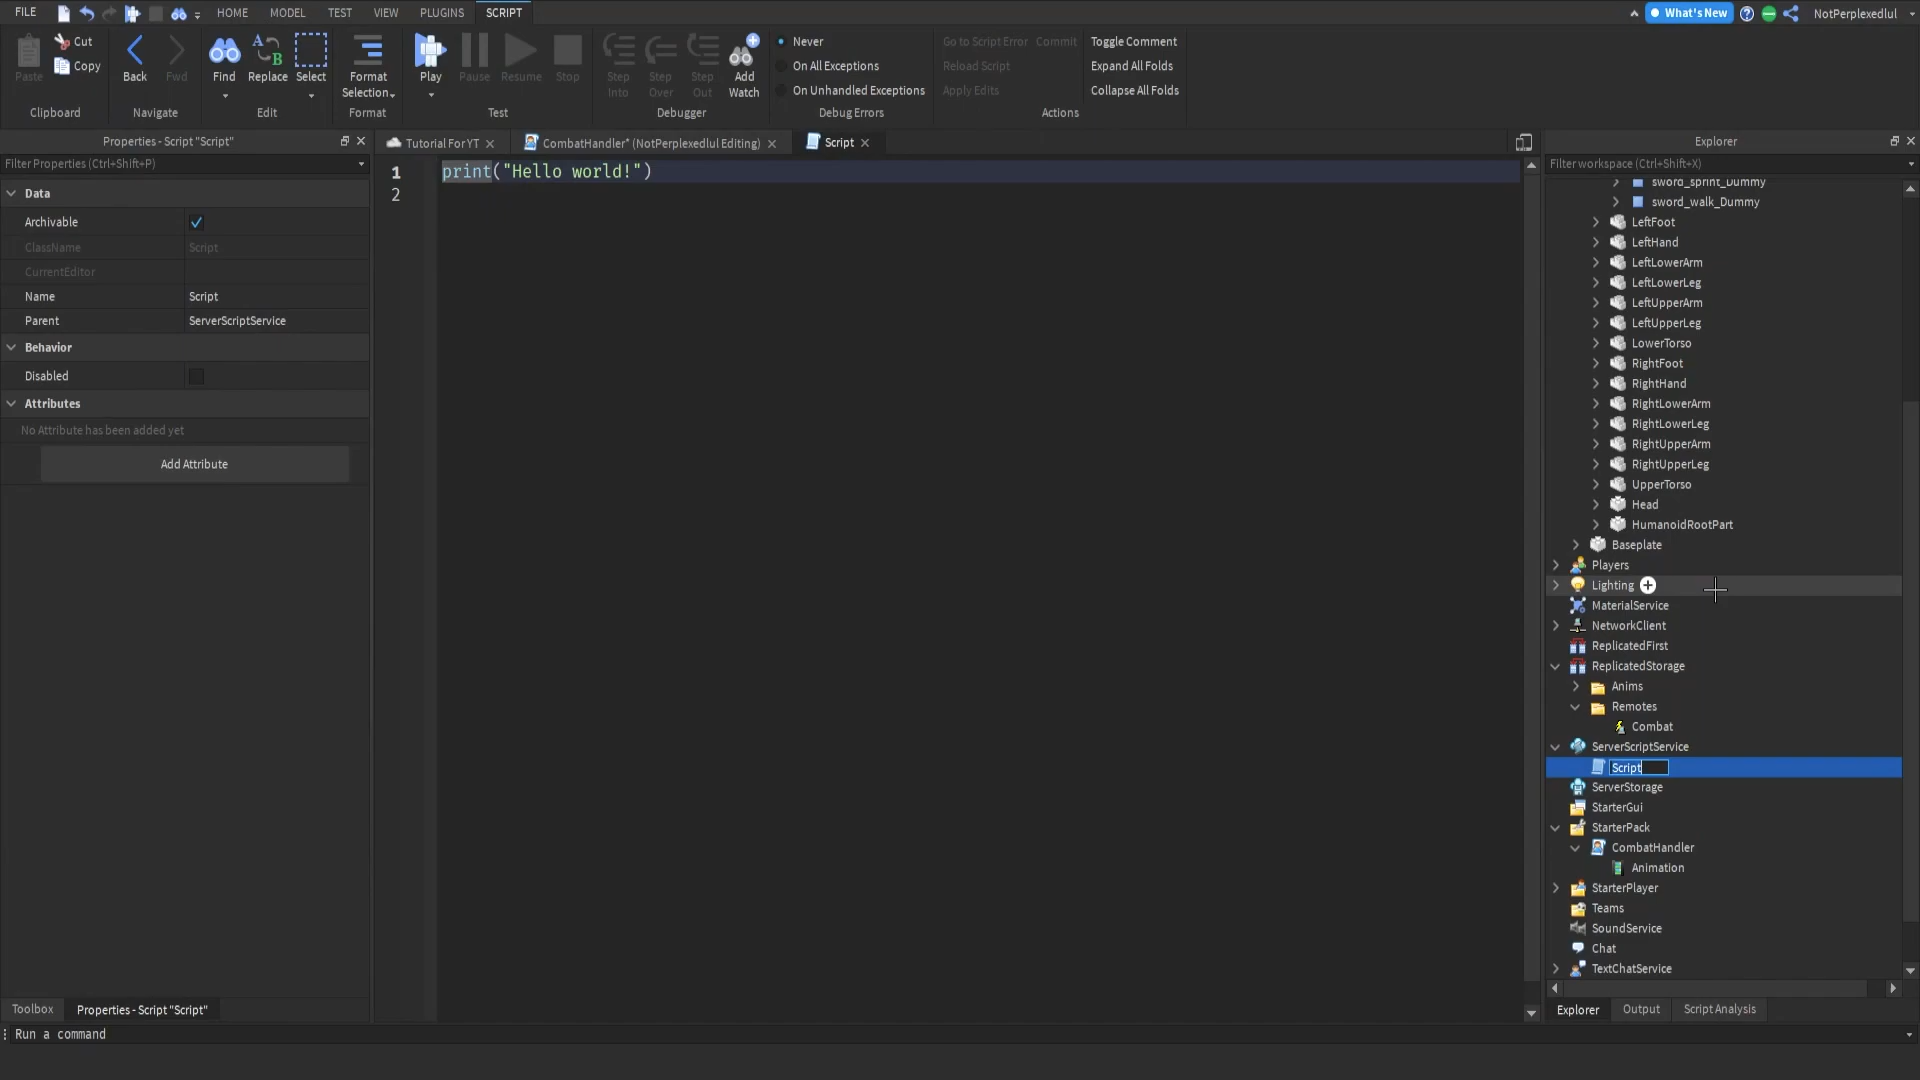 FILE HOME MODEL TEST VIEW PLUGINS SCRIPT What's New NotPerplexedlul
Paste Cut Copy
Clipboard
Back Fwd
Navigate
Find Replace Select
Edit
Format Selection
Format
Play Pause Resume Stop
Test
Step Into Step Over Step Out Add Watch
Debugger
Never
On All Exceptions
On Unhandled Exceptions
Debug Errors
Go to Script Error Commit Toggle Comment
Reload Script Expand All Folds
Apply Edits Collapse All Folds
Actions
Properties - Script "Script"
Filter Properties (Ctrl+Shift+P)
Data
Archivable
ClassName Script
CurrentEditor
Name Script
Parent ServerScriptService
Behavior
Disabled
Attributes
No Attribute has been added yet
Add Attribute
Toolbox Properties - Script "Script"
Run a command
Tutorial For YT CombatHandler* (NotPerplexedlul Editing) Script
1 print("Hello world!")
2
Explorer
Filter workspace (Ctrl+Shift+X)
sword_sprint_Dummy
sword_walk_Dummy
LeftFoot
LeftHand
LeftLowerArm
LeftLowerLeg
LeftUpperArm
LeftUpperLeg
LowerTorso
RightFoot
RightHand
RightLowerArm
RightLowerLeg
RightUpperArm
RightUpperLeg
UpperTorso
Head
HumanoidRootPart
Baseplate
Players
Lighting
MaterialService
NetworkClient
ReplicatedFirst
ReplicatedStorage
Anims
Remotes
Combat
ServerScriptService
Script
ServerStorage
StarterGui
StarterPack
CombatHandler
Animation
StarterPlayer
Teams
SoundService
Chat
TextChatService
Explorer Output Script Analysis